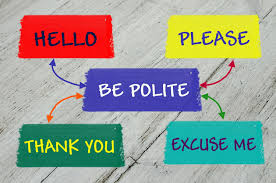 HELLO
PLEASE
BE POLITE
THANK YOU
EXCUSE ME